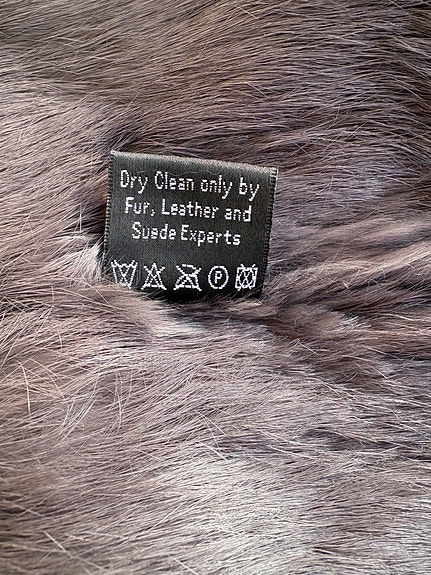 Dry Clean only by
Fur, Leather and
Suede Experts
P